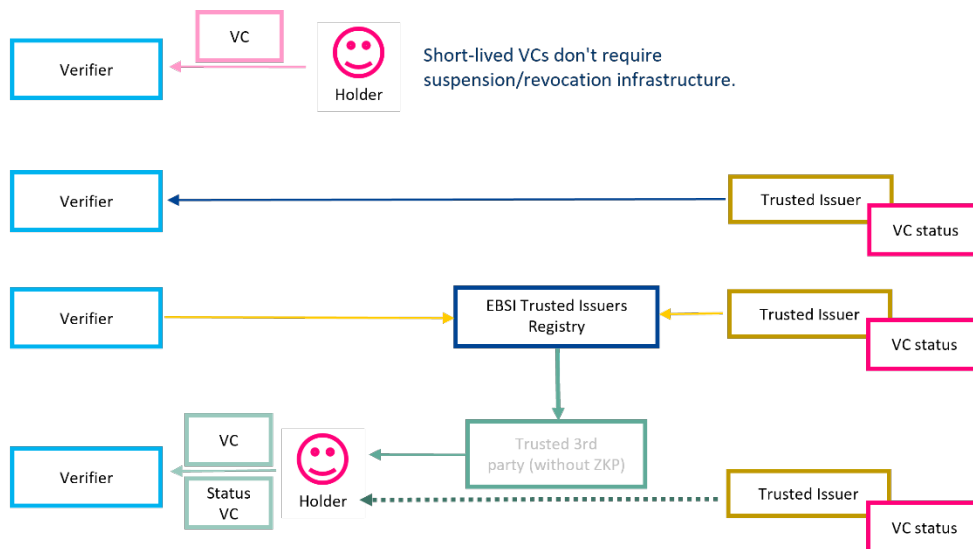 VC
Verifier
Holder
Short-lived VCs don't require
suspension/revocation infrastructure.
Verifier
Trusted Issuer
VC status
Verifier
EBSI Trusted Issuers
Registry
Trusted Issuer
VC status
VC
Verifier
Status
VC
Holder
Trusted 3rd
party (without ZKP)
Trusted Issuer
VC status